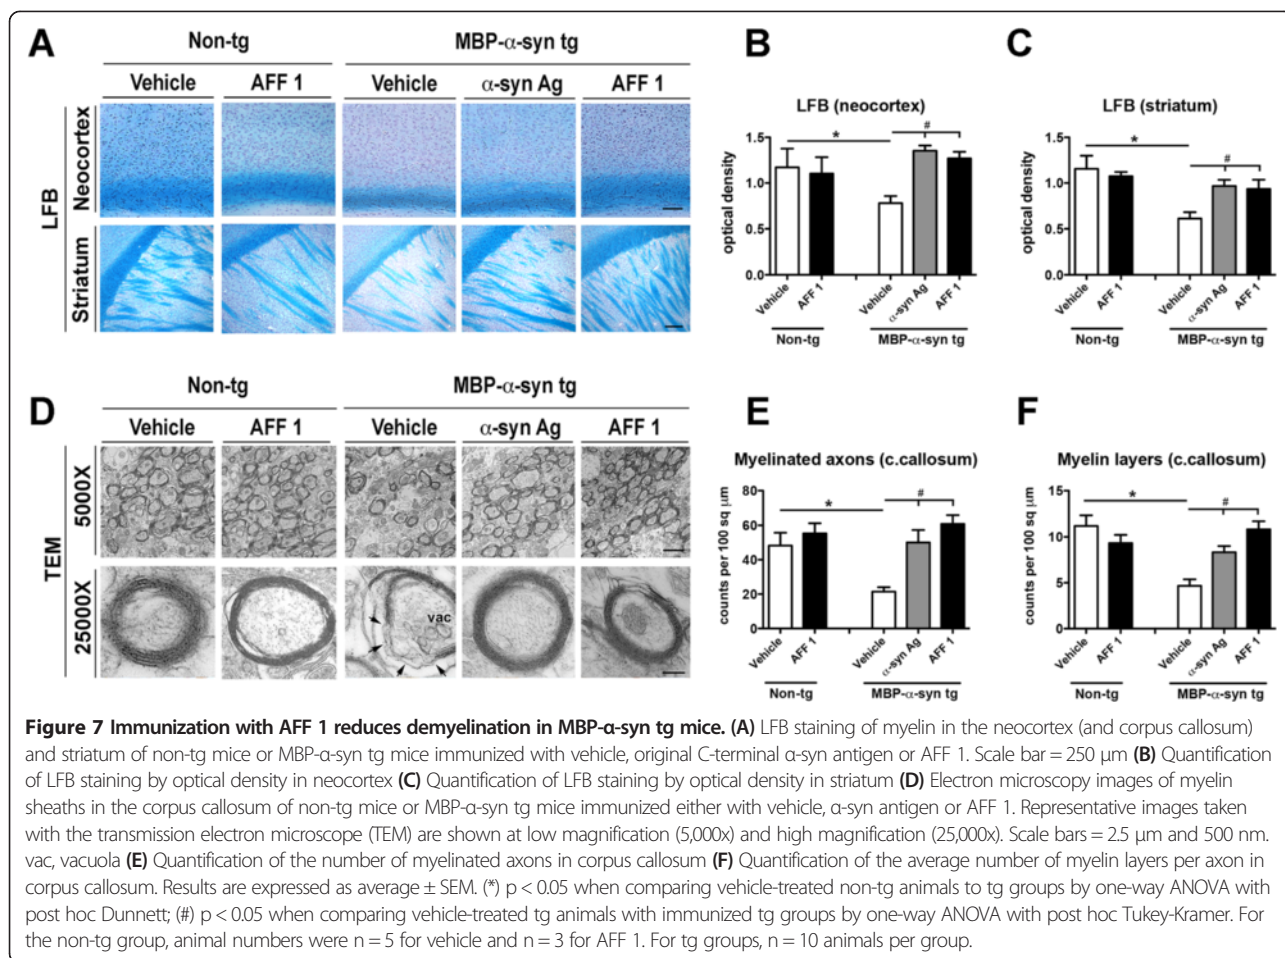 A
Non-tg
MBP-α-syn tg
Vehicle
AFF 1
Vehicle
α-syn Ag
AFF 1
LFB
Neocortex
Striatum
B
LFB (neocortex)
optical density
1.5
1.0
0.5
0.0
*
#
Vehicle
AFF 1
Vehicle
α-syn Ag
AFF 1
Non-tg
MBP-α-syn tg
C
LFB (striatum)
optical density
1.5
1.0
0.5
0.0
*
#
Vehicle
AFF 1
Vehicle
α-syn Ag
AFF 1
Non-tg
MBP-α-syn tg
D
Non-tg
MBP-α-syn tg
Vehicle
AFF 1
Vehicle
α-syn Ag
AFF 1
TEM
5000X
25000X
vac
E
Myelinated axons (c.callosum)
counts per 100 sq μm
80
60
40
20
0
*
#
Vehicle
AFF 1
Vehicle
α-syn Ag
AFF 1
Non-tg
MBP-α-syn tg
F
Myelin layers (c.callosum)
counts per 100 sq μm
15
10
5
0
*
#
Vehicle
AFF 1
Vehicle
α-syn Ag
AFF 1
Non-tg
MBP-α-syn tg
Figure 7 Immunization with AFF 1 reduces demyelination in MBP-α-syn tg mice. (A) LFB staining of myelin in the neocortex (and corpus callosum)
and striatum of non-tg mice or MBP-α-syn tg mice immunized with vehicle, original C-terminal α-syn antigen or AFF 1. Scale bar = 250 μm (B) Quantification
of LFB staining by optical density in neocortex (C) Quantification of LFB staining by optical density in striatum (D) Electron microscopy images of myelin
sheaths in the corpus callosum of non-tg mice or MBP-α-syn tg mice immunized either with vehicle, α-syn antigen or AFF 1. Representative images taken
with the transmission electron microscope (TEM) are shown at low magnification (5,000x) and high magnification (25,000x). Scale bars = 2.5 μm and 500 nm.
vac, vacuola (E) Quantification of the number of myelinated axons in corpus callosum (F) Quantification of the average number of myelin layers per axon in
corpus callosum. Results are expressed as average ± SEM. (*) p < 0.05 when comparing vehicle-treated non-tg animals to tg groups by one-way ANOVA with
post hoc Dunnett; (#) p < 0.05 when comparing vehicle-treated tg animals with immunized tg groups by one-way ANOVA with post hoc Tukey-Kramer. For
the non-tg group, animal numbers were n = 5 for vehicle and n = 3 for AFF 1. For tg groups, n = 10 animals per group.